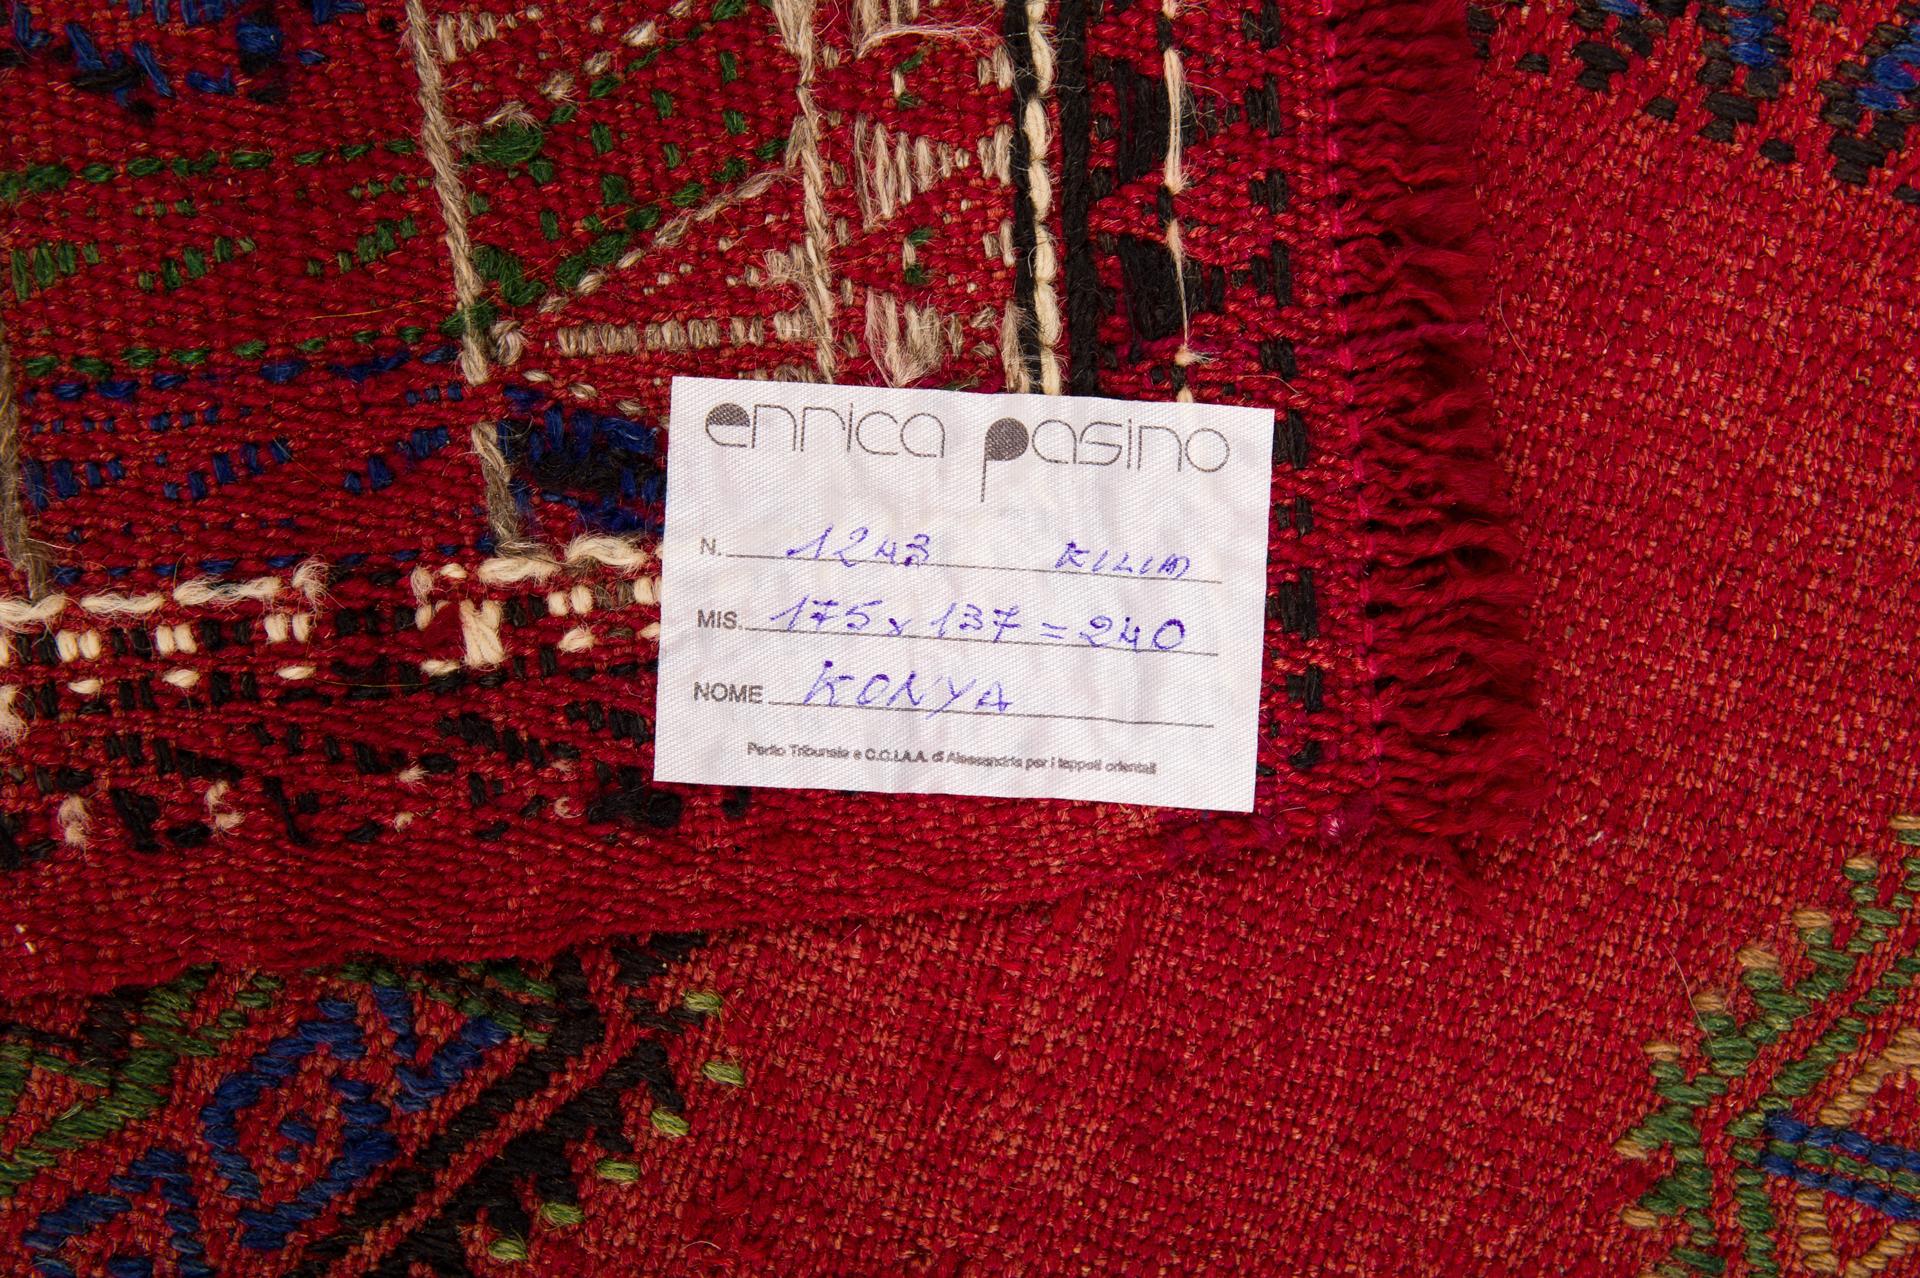 enrica pasino
N. 1243 KILIM
MIS. 175 x 137 = 240
NOME KONYA
Perito Tribunale e C.C.I.A.A. di Alessandria per i tappeti orientali